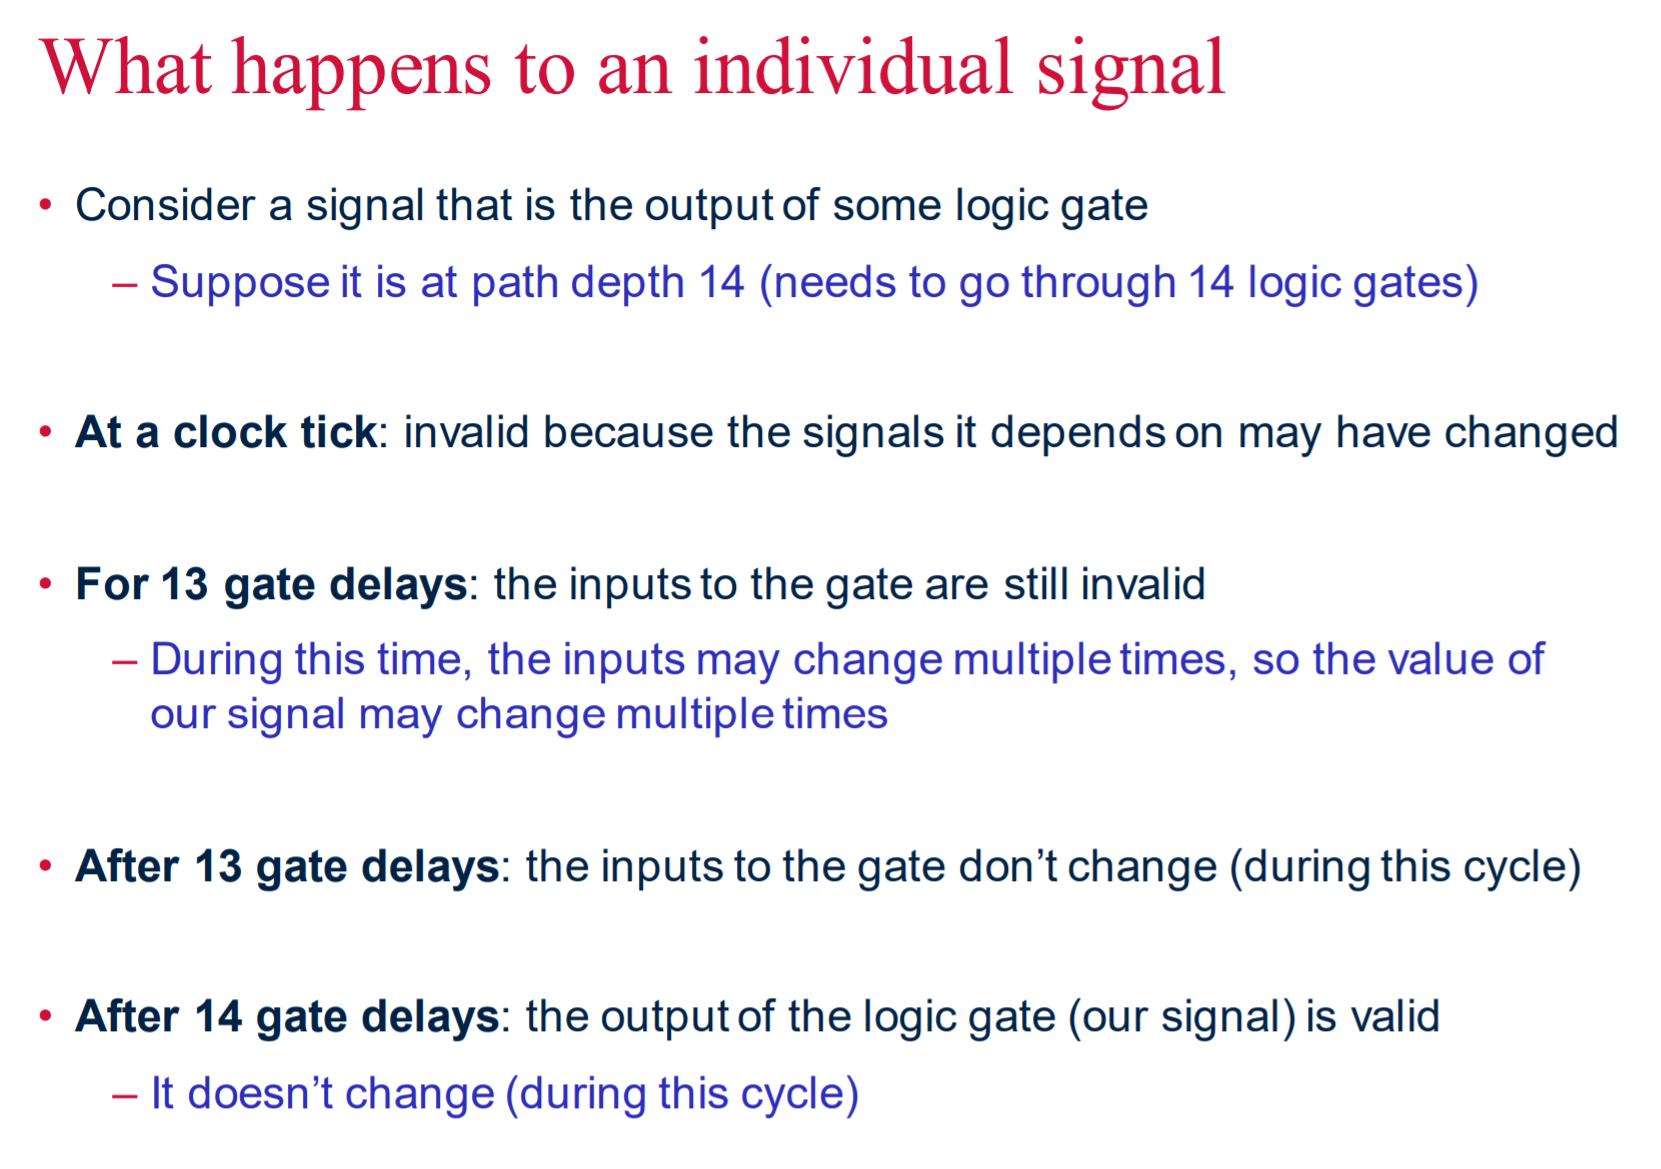 What happens to an individual signal
• Consider a signal that is the output of some logic gate
– Suppose it is at path depth 14 (needs to go through 14 logic gates)
• At a clock tick: invalid because the signals it depends on may have changed
• For 13 gate delays: the inputs to the gate are still invalid
– During this time, the inputs may change multiple times, so the value of
our signal may change multiple times
• After 13 gate delays: the inputs to the gate don’t change (during this cycle)
• After 14 gate delays: the output of the logic gate (our signal) is valid
– It doesn’t change (during this cycle)